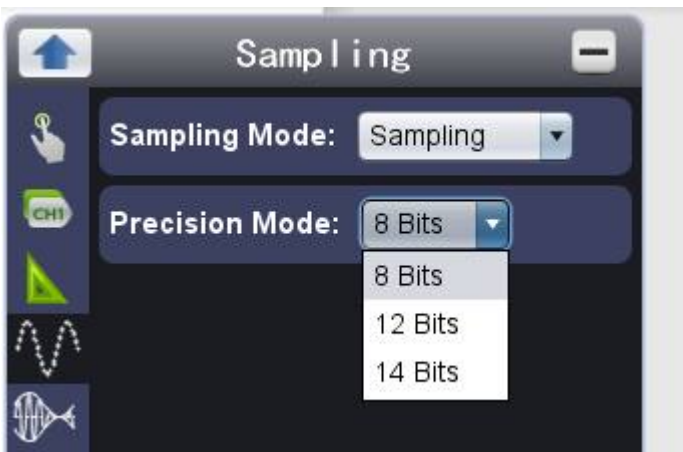 Sampling
Sampling Mode: Sampling
CH1
Precision Mode: 8 Bits
8 Bits
12 Bits
14 Bits